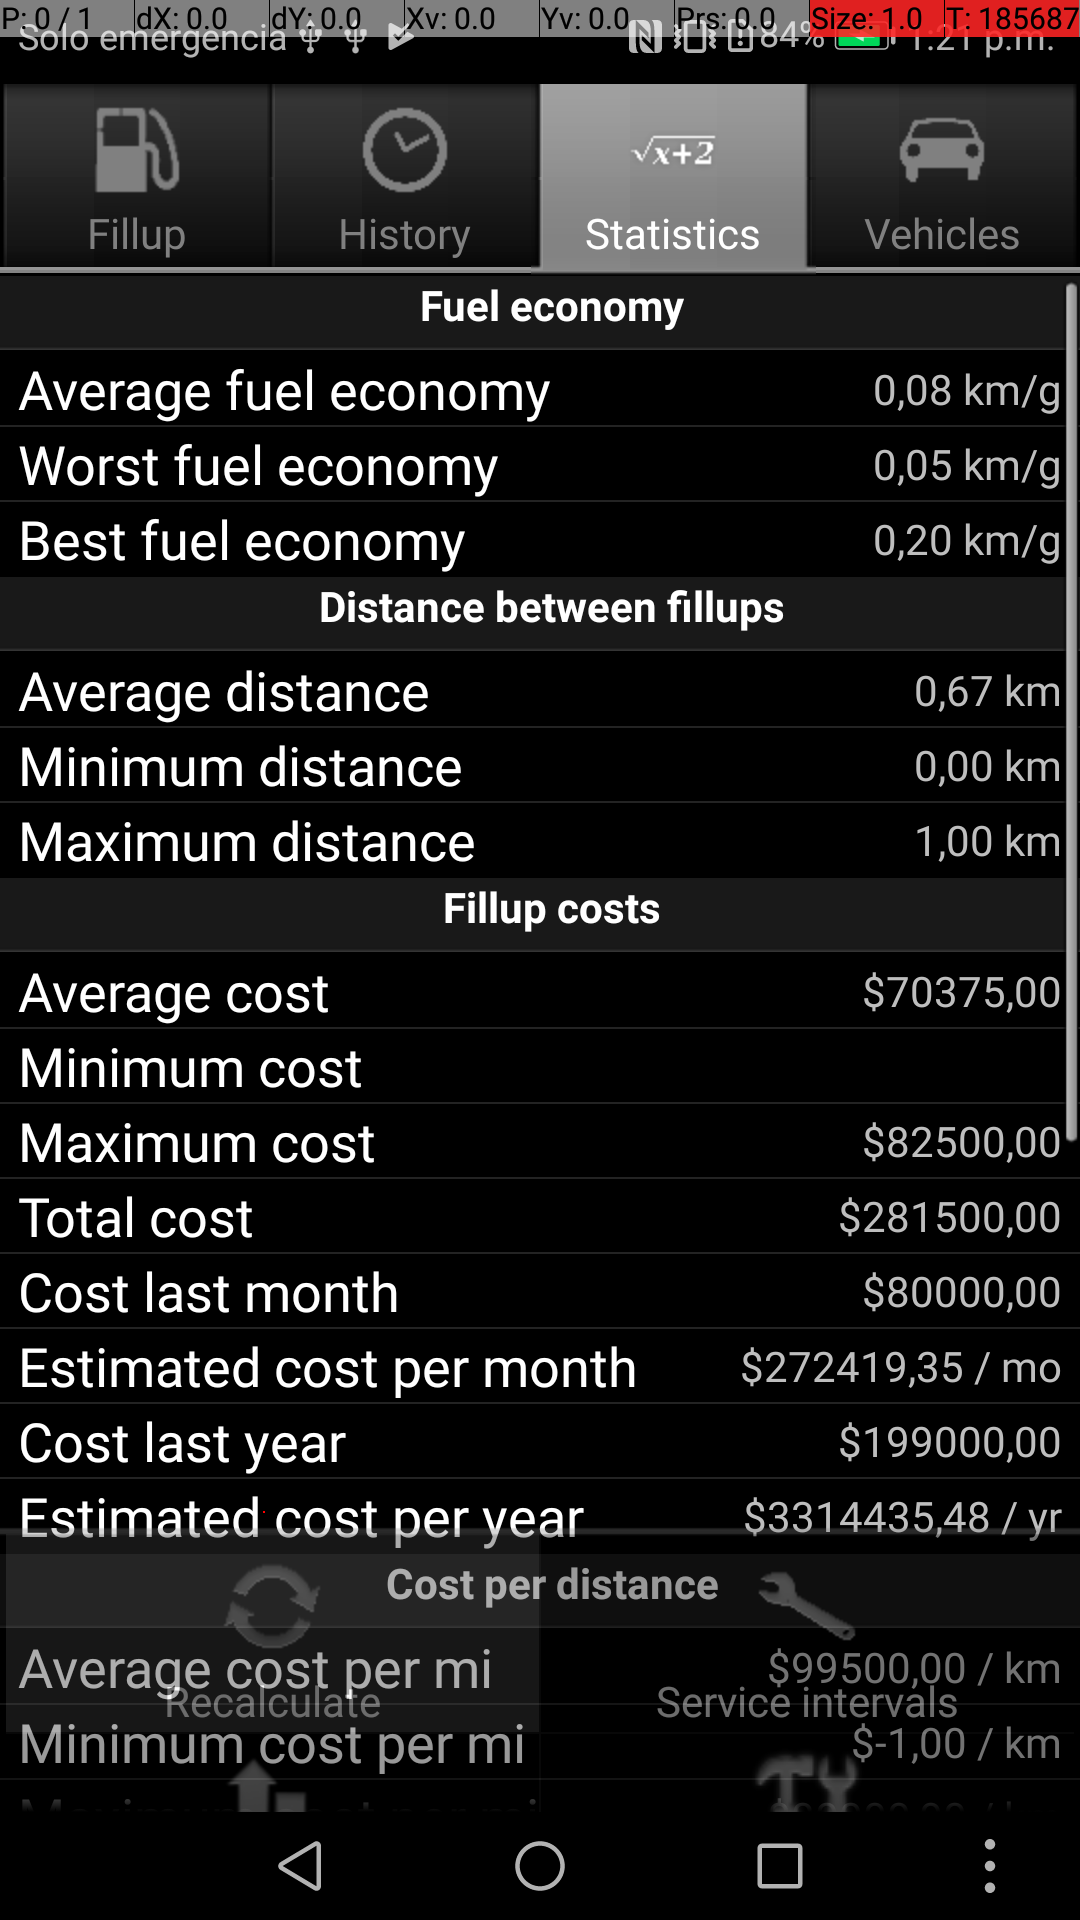 P: 0 / 1 dX: 0.0 dY: 0.0 Xv: 0.0 Yv: 0.0 Prs: 0.0 Size: 1.0 T: 185687
Solo emergencia 84% 1:21 p.m.
Fillup History √x+2 Statistics Vehicles
Fuel economy
Average fuel economy 0,08 km/g
Worst fuel economy 0,05 km/g
Best fuel economy 0,20 km/g
Distance between fillups
Average distance 0,67 km
Minimum distance 0,00 km
Maximum distance 1,00 km
Fillup costs
Average cost $70375,00
Minimum cost
Maximum cost $82500,00
Total cost $281500,00
Cost last month $80000,00
Estimated cost per month $272419,35 / mo
Cost last year $199000,00
Estimated cost per year $3314435,48 / yr
Cost per distance
Average cost per mi $99500,00 / km
Recalculate Service intervals
Minimum cost per mi $-1,00 / km